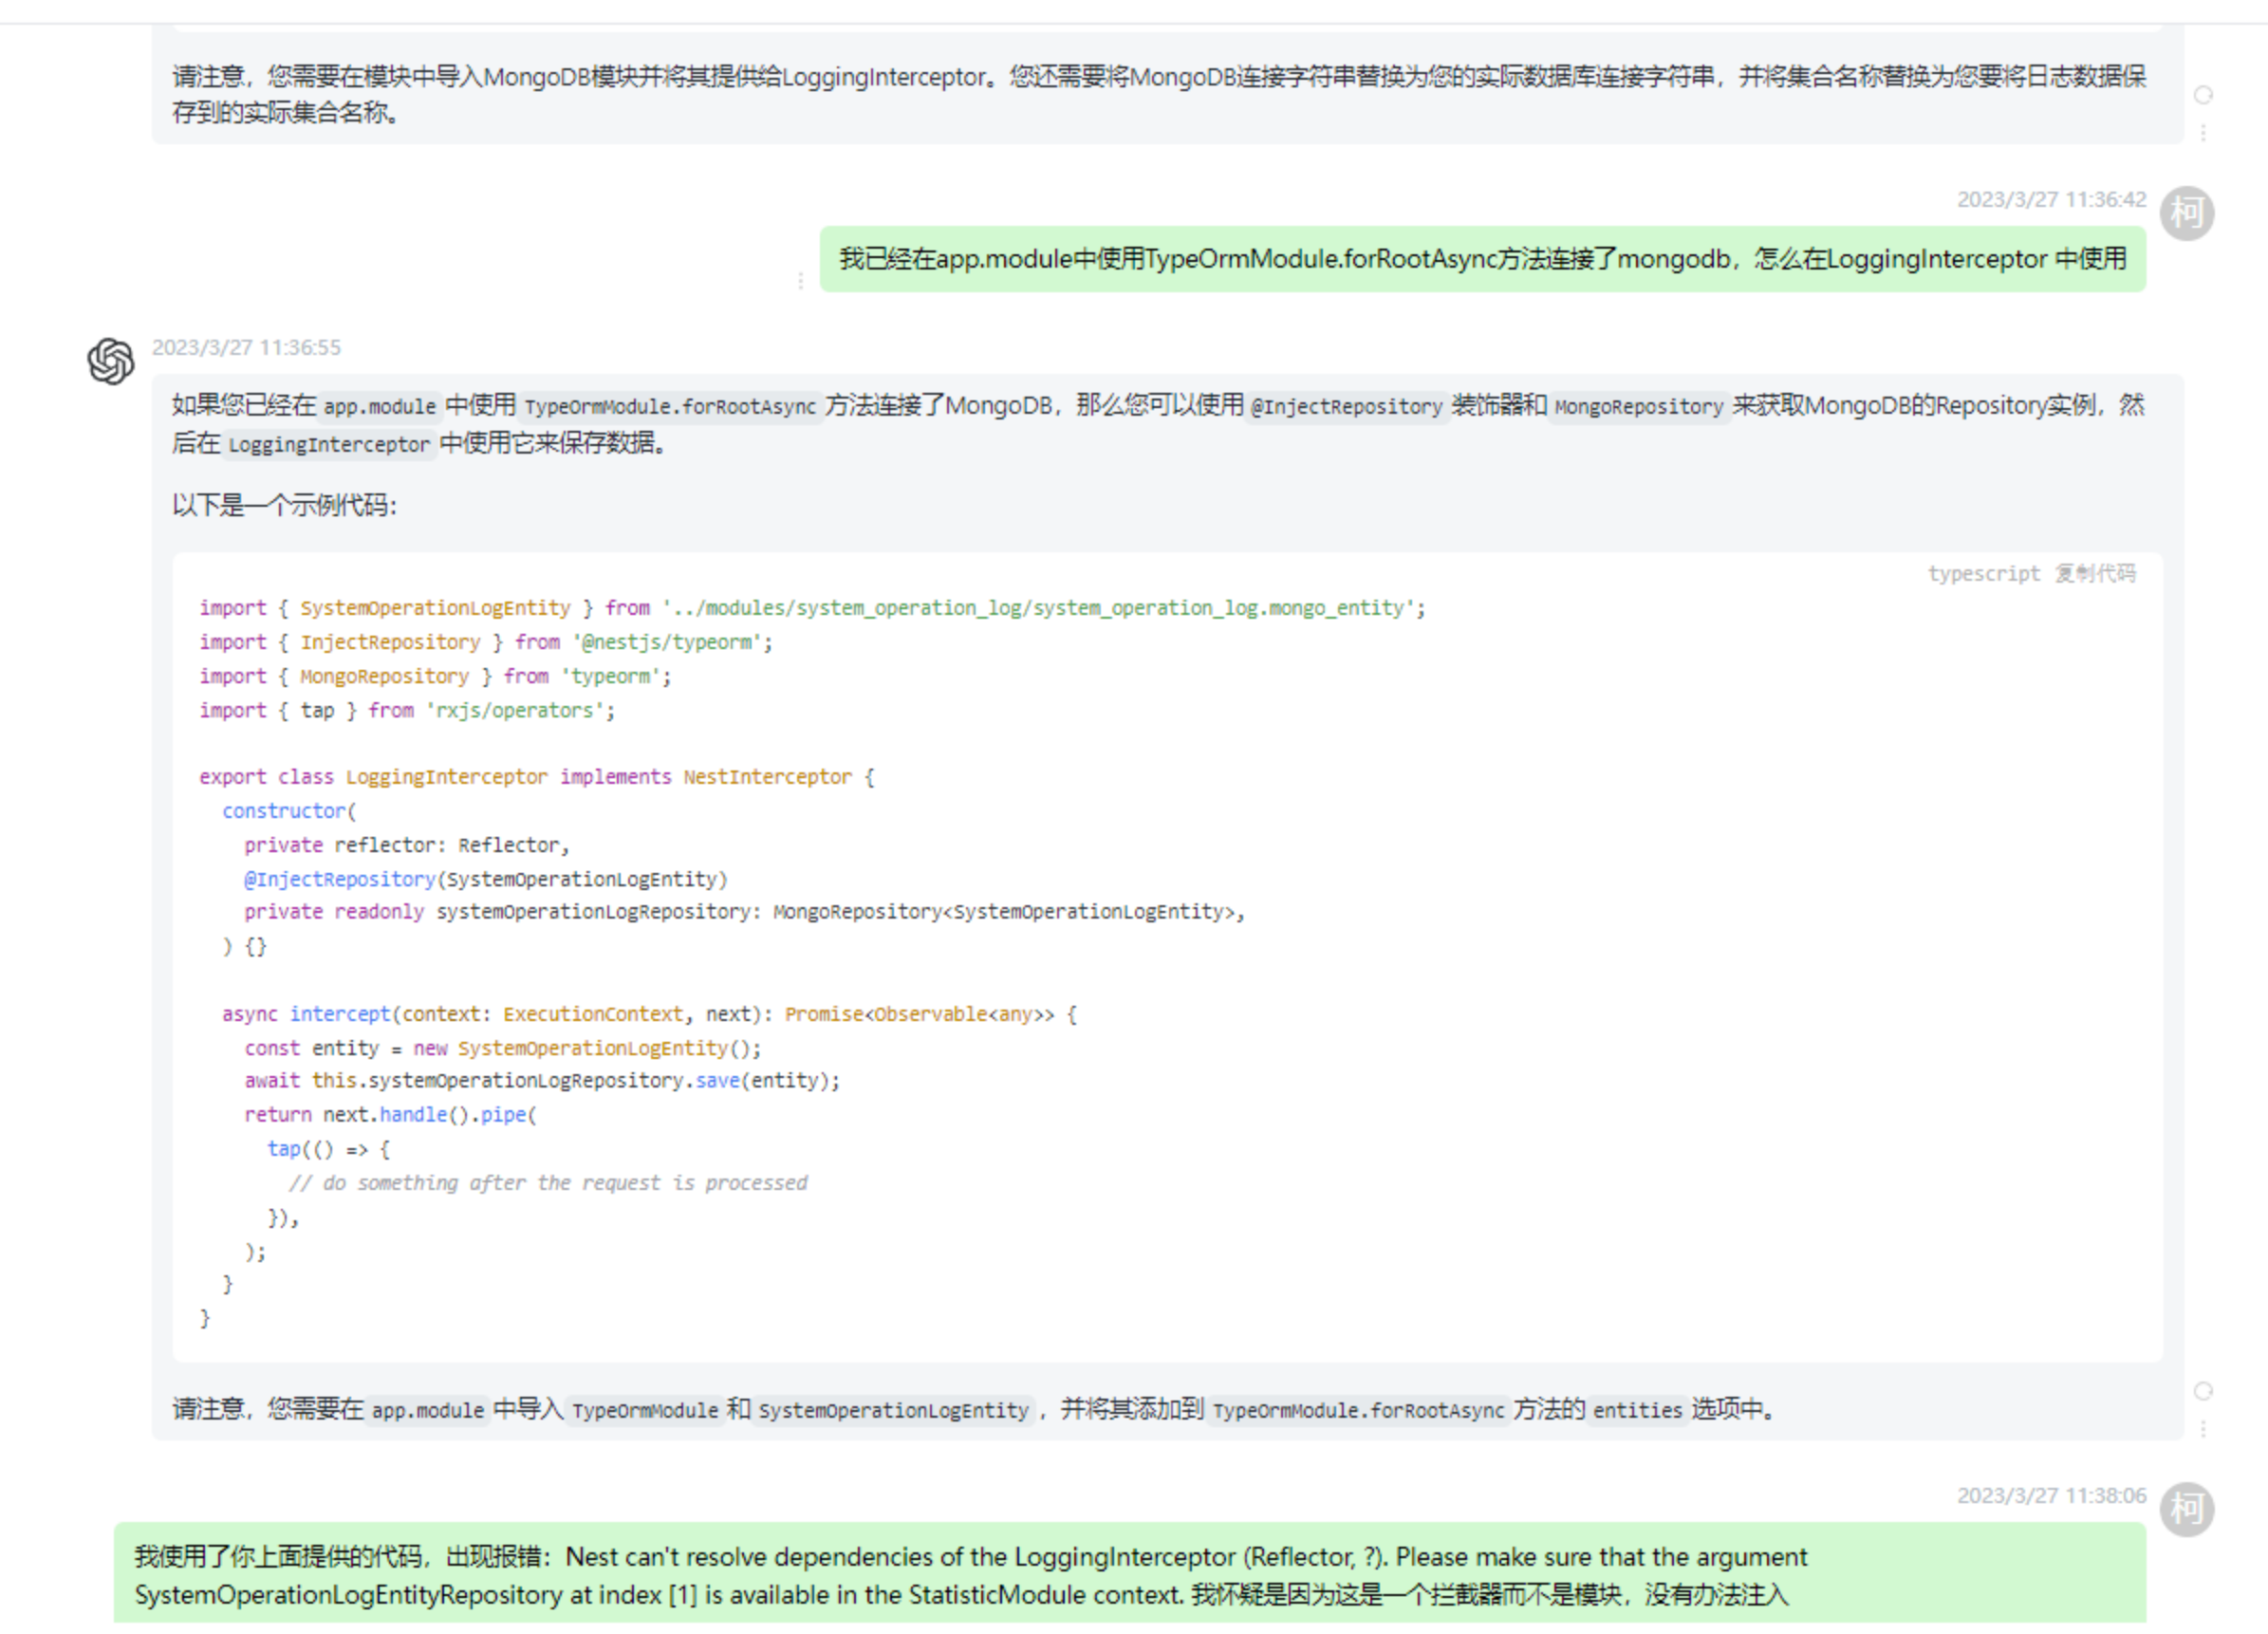 请注意，您需要在模块中导入MongoDB模块并将其提供给LoggingInterceptor。您还需要将MongoDB连接字符串替换为您的实际数据库连接字符串，并将集合名称替换为您要将日志数据保
存到的实际集合名称。
2023/3/27 11:36:42
柯
我已经在app.module中使用TypeOrmModule.forRootAsync方法连接了mongodb，怎么在LoggingInterceptor 中使用
2023/3/27 11:36:55
如果您已经在 app.module 中使用 TypeOrmModule.forRootAsync 方法连接了MongoDB，那么您可以使用 @InjectRepository 装饰器和 MongoRepository 来获取MongoDB的Repository实例，然
后在 LoggingInterceptor 中使用它来保存数据。
以下是一个示例代码：
typescript 复制代码
import { SystemOperationLogEntity } from '../modules/system_operation_log/system_operation_log.mongo_entity';
import { InjectRepository } from '@nestjs/typeorm';
import { MongoRepository } from 'typeorm';
import { tap } from 'rxjs/operators';
export class LoggingInterceptor implements NestInterceptor {
constructor(
private reflector: Reflector,
@InjectRepository(SystemOperationLogEntity)
private readonly systemOperationLogRepository: MongoRepository<SystemOperationLogEntity>,
) {}
async intercept(context: ExecutionContext, next): Promise<Observable<any>> {
const entity = new SystemOperationLogEntity();
await this.systemOperationLogRepository.save(entity);
return next.handle().pipe(
tap(() => {
// do something after the request is processed
}),
);
}
}
请注意，您需要在 app.module 中导入 TypeOrmModule 和 SystemOperationLogEntity ，并将其添加到 TypeOrmModule.forRootAsync 方法的 entities 选项中。
2023/3/27 11:38:06
柯
我使用了你上面提供的代码，出现报错：Nest can't resolve dependencies of the LoggingInterceptor (Reflector, ?). Please make sure that the argument
SystemOperationLogEntityRepository at index [1] is available in the StatisticModule context. 我怀疑是因为这是一个拦截器而不是模块，没有办法注入